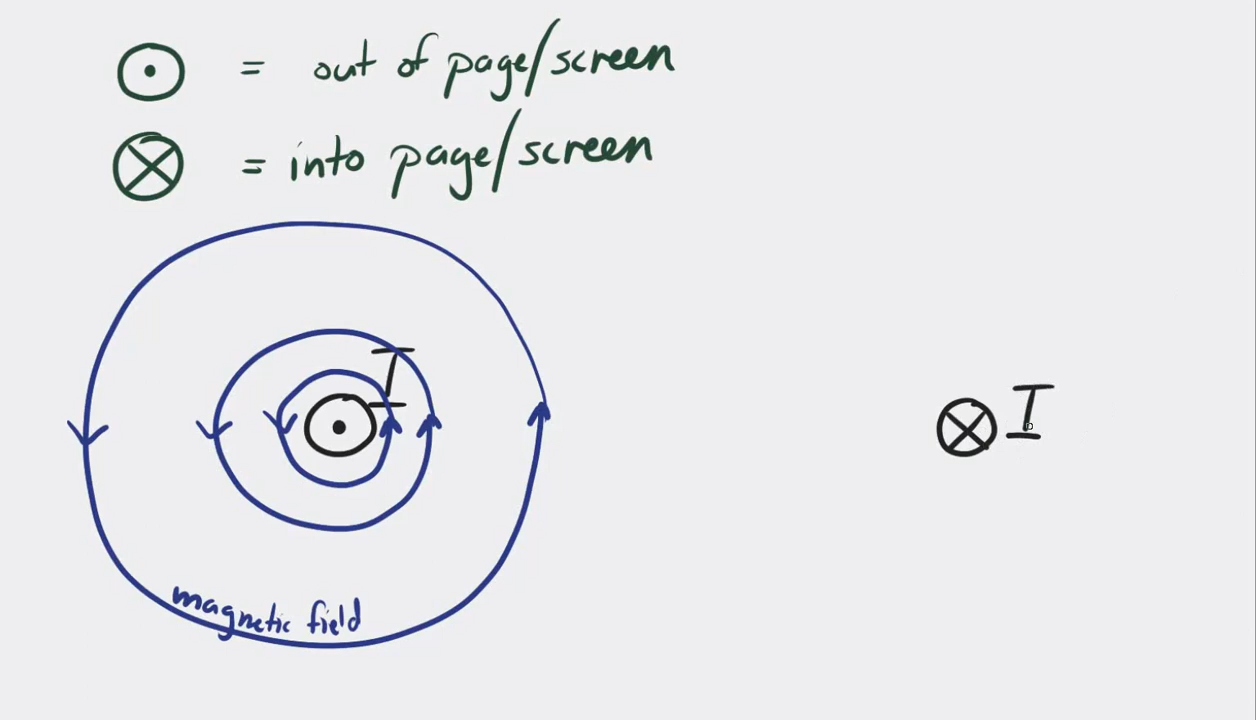 ⊙ = out of page/screen
⊗ = into page/screen
I
I
magnetic field